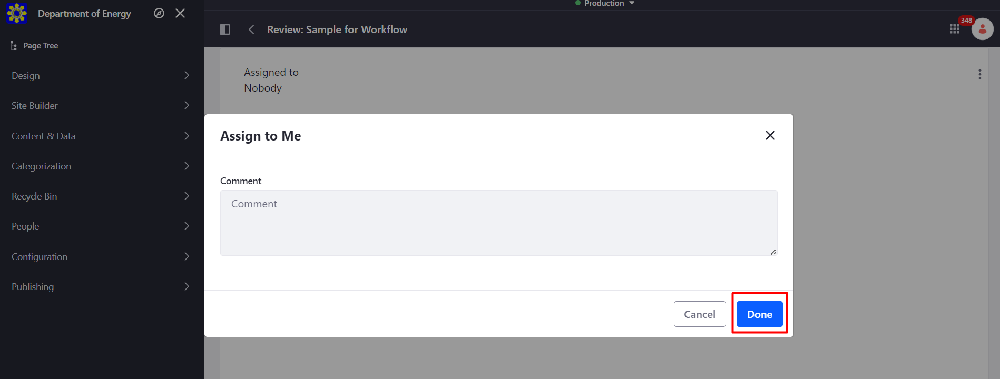 Department of Energy
Page Tree
Design
Site Builder
Content & Data
Categorization
Recycle Bin
People
Configuration
Publishing
Production
Review: Sample for Workflow
348
Assigned to
Nobody
Assign to Me
Comment
Comment
Cancel
Done